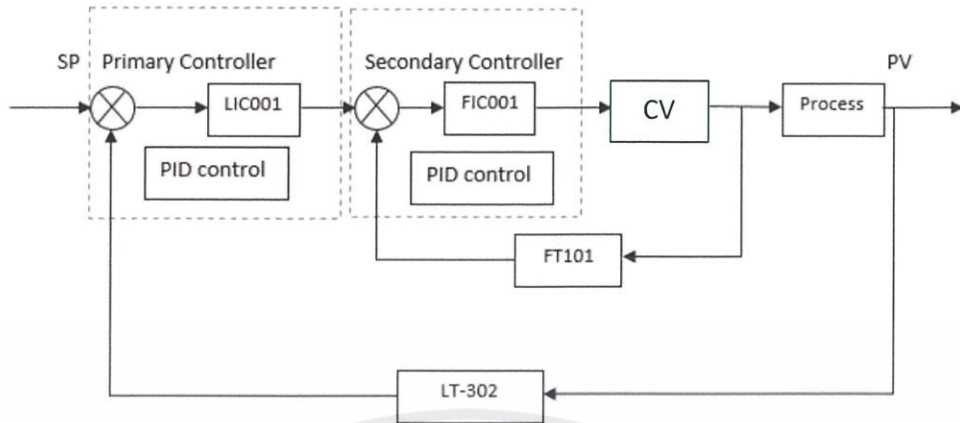 SP
Primary Controller
Secondary Controller
PV
LIC001
FIC001
CV
Process
PID control
PID control
FT101
LT-302